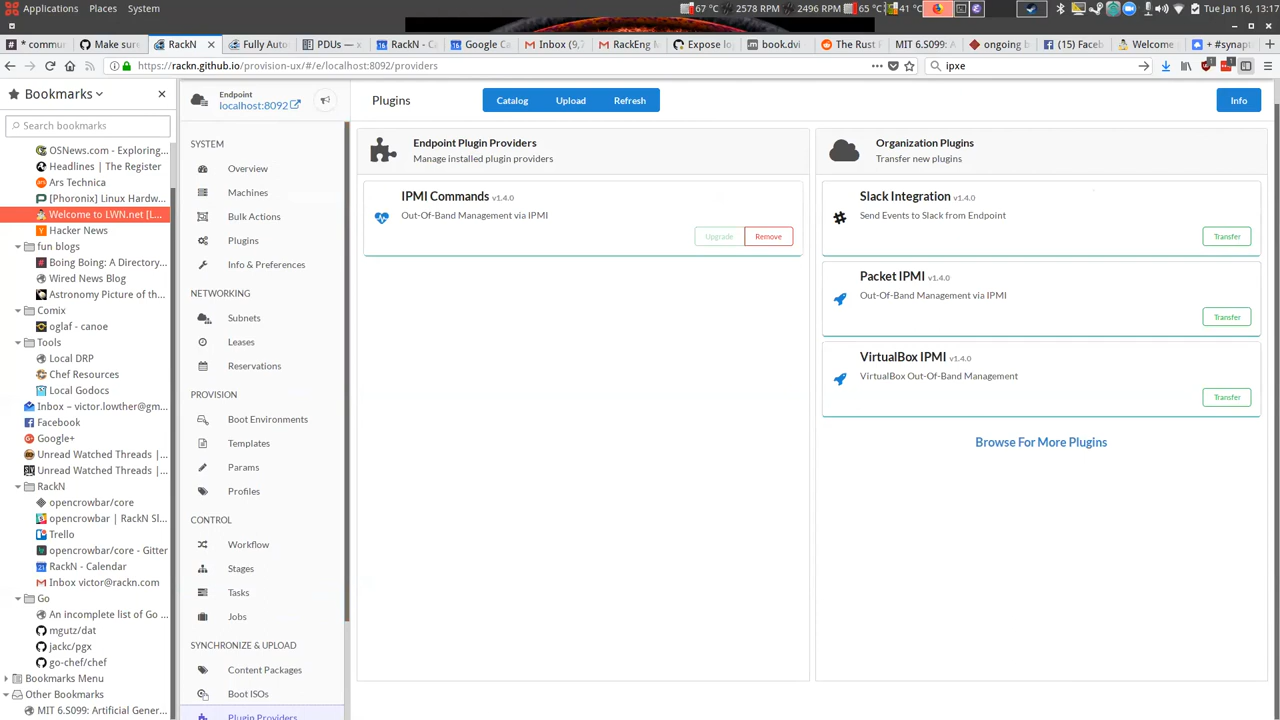 Applications Places System
67 °C 2578 RPM 2496 RPM 65 °C 41 °C Tue Jan 16, 13:17
* commu Make sure RackN × Fully Auto PDUs — × RackN - C Google Ca Inbox (9, RackEng M Expose log book.dvi The Rust P MIT 6.S099: ongoing b (15) Faceb Welcome + #synapt
https://rackn.github.io/provision-ux/#/e/localhost:8092/providers
ipxe
Bookmarks
Search bookmarks
OSNews.com - Exploring...
Headlines | The Register
Ars Technica
[Phoronix] Linux Hardw...
Welcome to LWN.net [L...
Hacker News
fun blogs
Boing Boing: A Directory...
Wired News Blog
Astronomy Picture of th...
Comix
oglaf - canoe
Tools
Local DRP
Chef Resources
Local Godocs
Inbox – victor.lowther@gm...
Facebook
Google+
Unread Watched Threads |...
Unread Watched Threads |...
RackN
opencrowbar/core
opencrowbar | RackN Sl...
Trello
opencrowbar/core - Gitter
RackN - Calendar
Inbox victor@rackn.com
Go
An incomplete list of Go ...
mgutz/dat
jackc/pgx
go-chef/chef
Bookmarks Menu
Other Bookmarks
MIT 6.S099: Artificial Gener...
Endpoint
localhost:8092
SYSTEM
Overview
Machines
Bulk Actions
Plugins
Info & Preferences
NETWORKING
Subnets
Leases
Reservations
PROVISION
Boot Environments
Templates
Params
Profiles
CONTROL
Workflow
Stages
Tasks
Jobs
SYNCHRONIZE & UPLOAD
Content Packages
Boot ISOs
Plugin Providers
Plugins
Catalog Upload Refresh
Info
Endpoint Plugin Providers
Manage installed plugin providers
IPMI Commands v1.4.0
Out-Of-Band Management via IPMI
Upgrade Remove
Organization Plugins
Transfer new plugins
Slack Integration v1.4.0
Send Events to Slack from Endpoint
Transfer
Packet IPMI v1.4.0
Out-Of-Band Management via IPMI
Transfer
VirtualBox IPMI v1.4.0
VirtualBox Out-Of-Band Management
Transfer
Browse For More Plugins